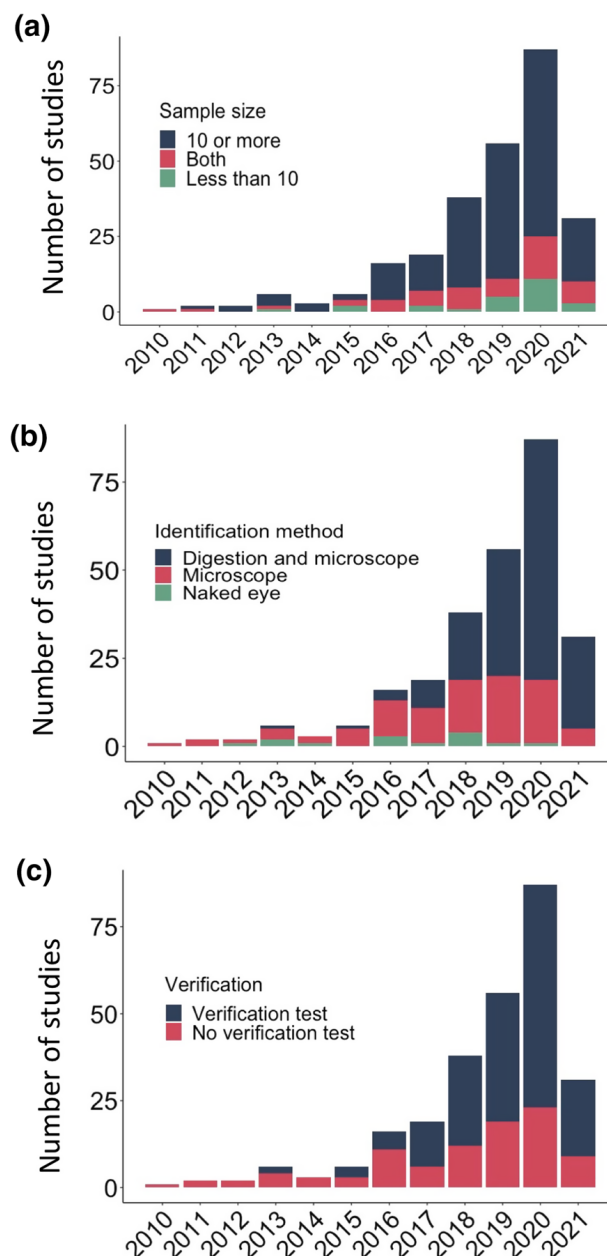 (a)
Number of studies
75
50
25
0
Sample size
10 or more
Both
Less than 10
2010
2011
2012
2013
2014
2015
2016
2017
2018
2019
2020
2021
(b)
Number of studies
75
50
25
0
Identification method
Digestion and microscope
Microscope
Naked eye
2010
2011
2012
2013
2014
2015
2016
2017
2018
2019
2020
2021
(c)
Number of studies
75
50
25
0
Verification
Verification test
No verification test
2010
2011
2012
2013
2014
2015
2016
2017
2018
2019
2020
2021